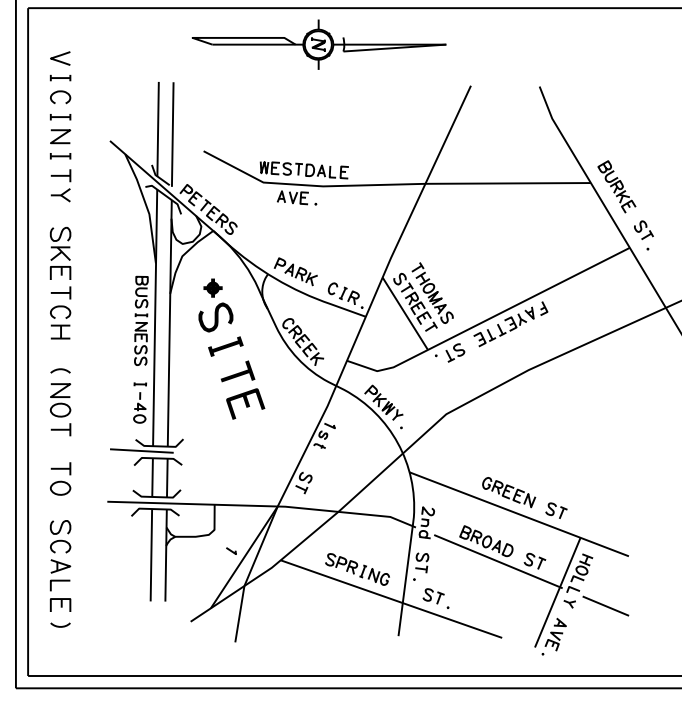 N
VICINITY SKETCH (NOT TO SCALE)
WESTDALE
AVE.
BURKE ST.
PETERS
PARK CIR.
THOMAS
STREET
FAYETTE ST.
BUSINESS I-40
SITE
CREEK
PKWY.
1st ST
GREEN ST
2nd ST.
BROAD ST
SPRING ST.
HOLLY AVE.
1